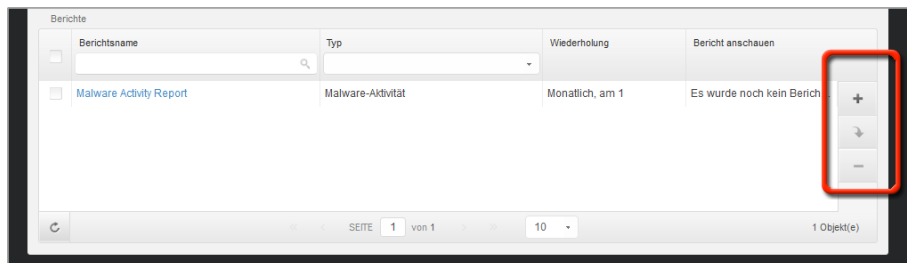 Berichte
Berichtsname Typ Wiederholung Bericht anschauen
Malware Activity Report Malware-Aktivität Monatlich, am 1 Es wurde noch kein Berich...
SEITE 1 von 1 10 1 Objekt(e)